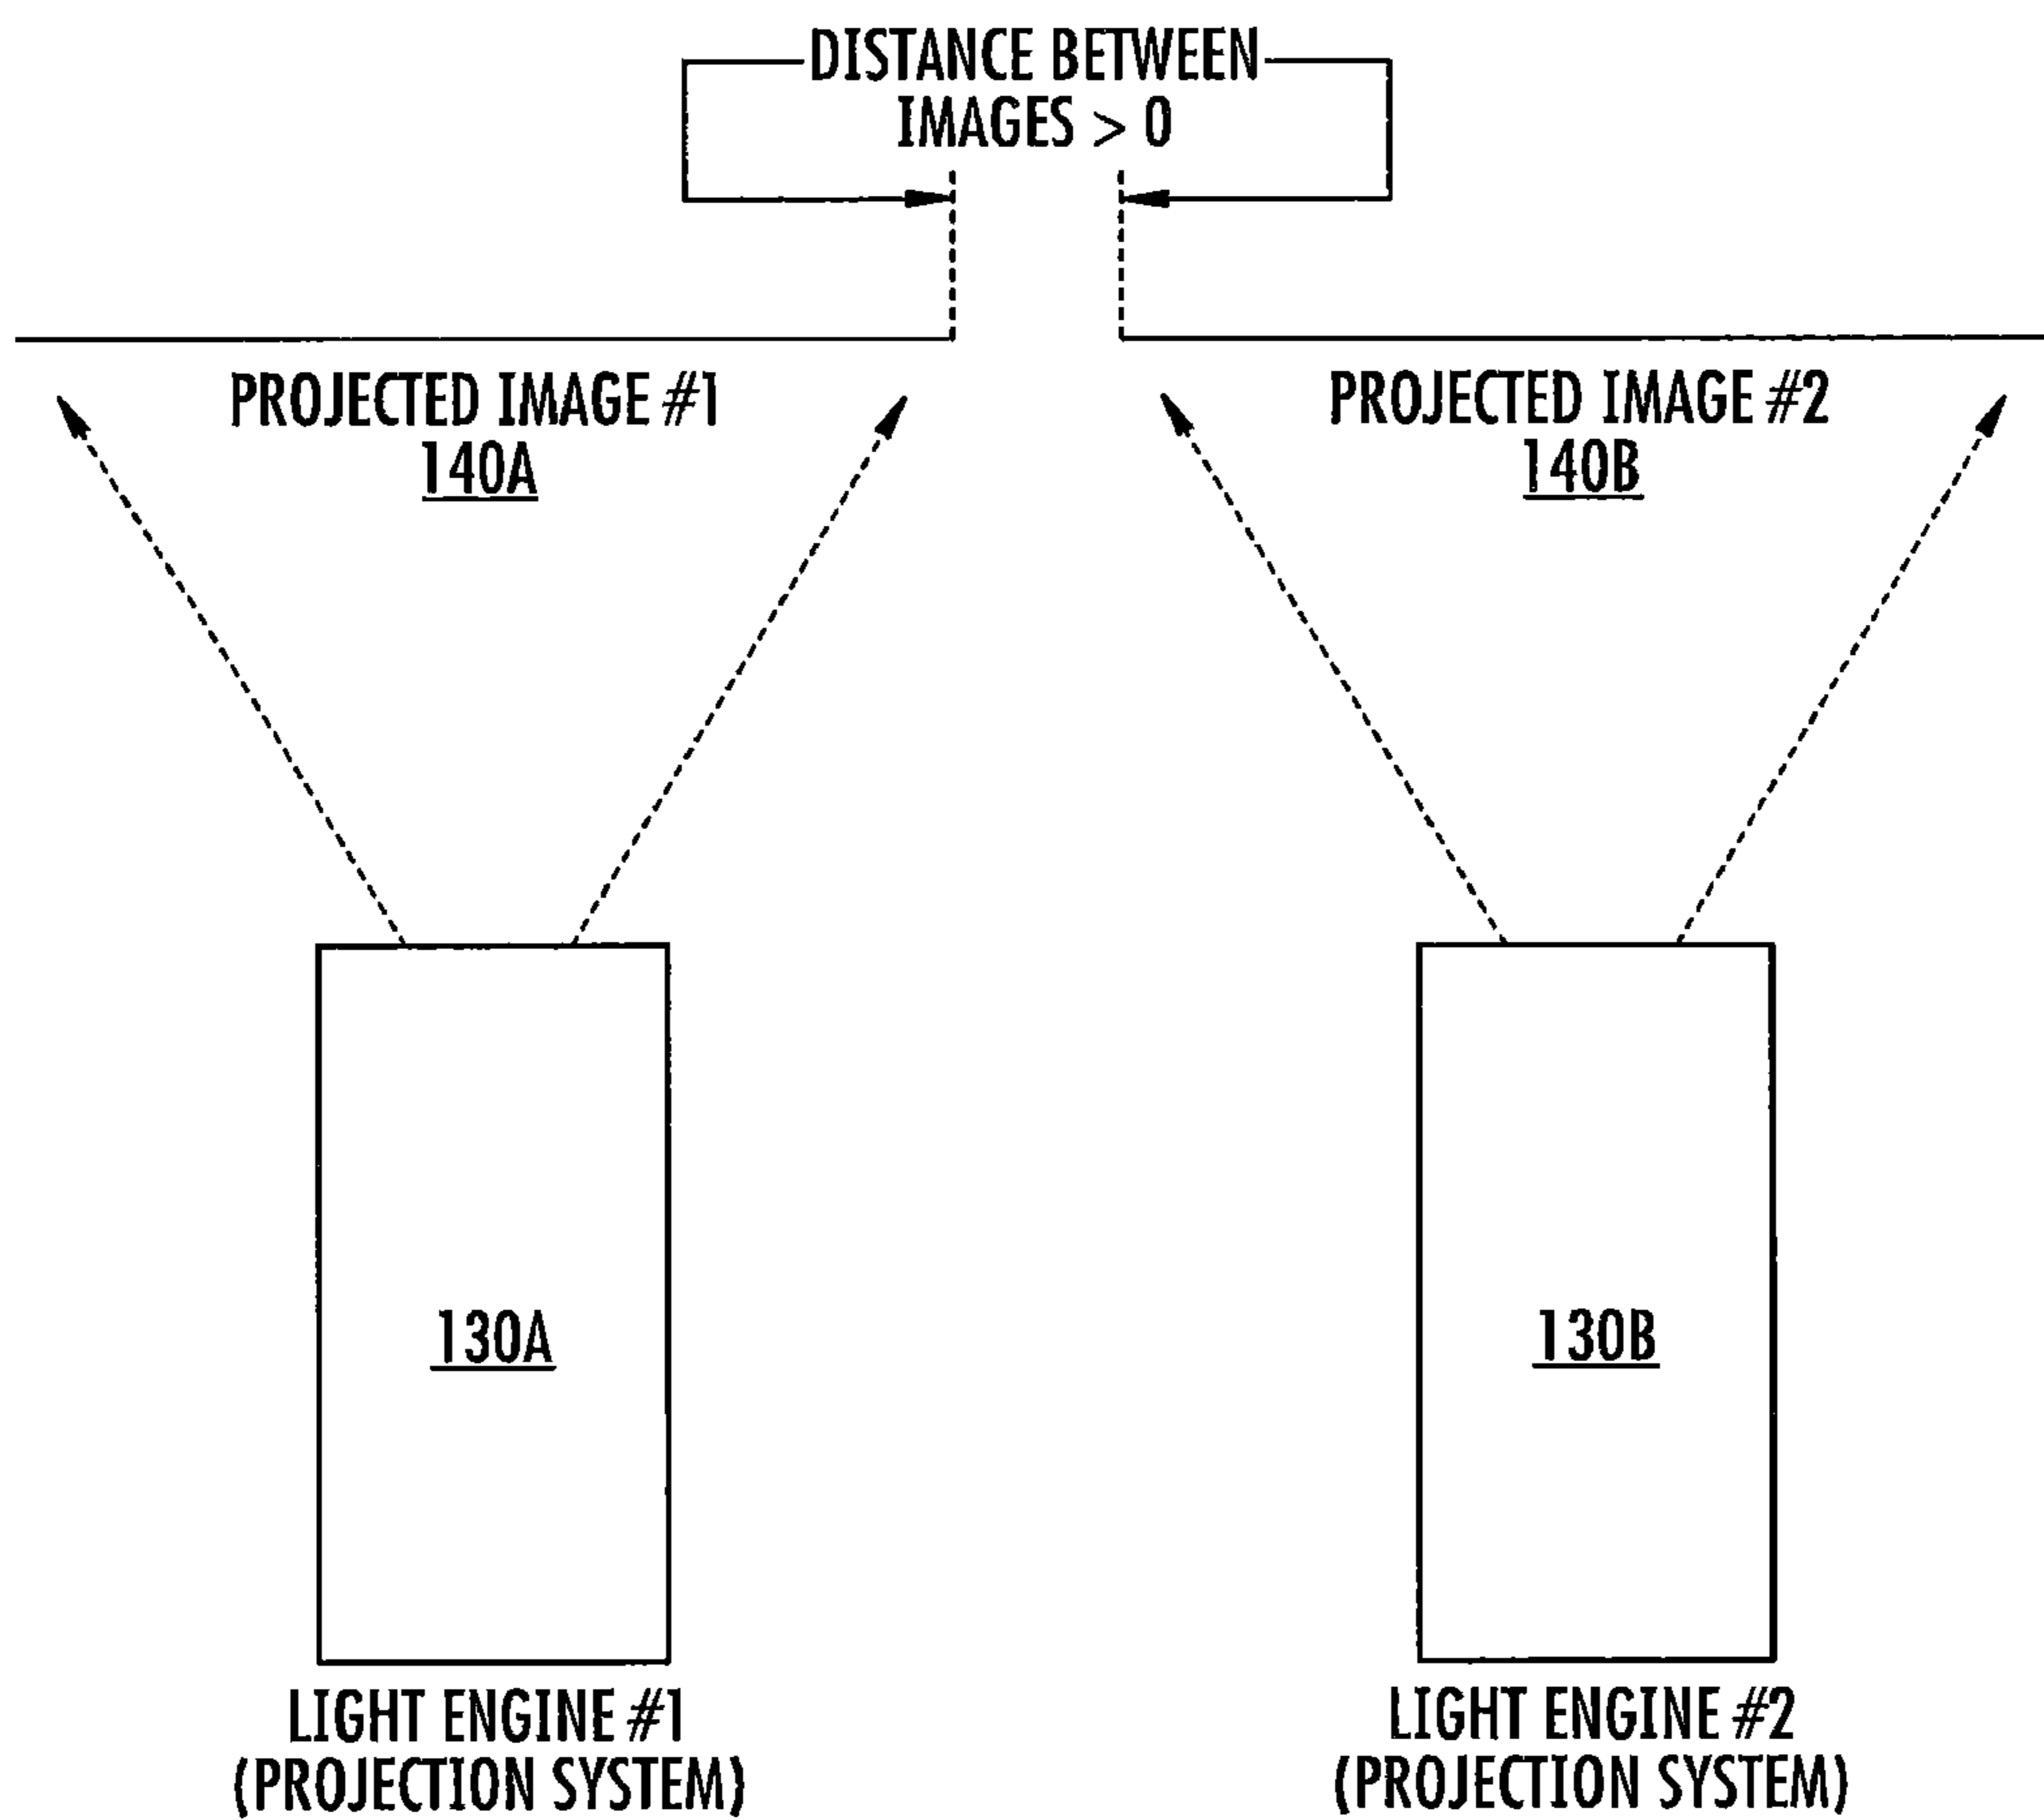 DISTANCE BETWEEN
IMAGES > 0
PROJECTED IMAGE #1
140A
PROJECTED IMAGE #2
140B
130A
130B
LIGHT ENGINE #1
(PROJECTION SYSTEM)
LIGHT ENGINE #2
(PROJECTION SYSTEM)